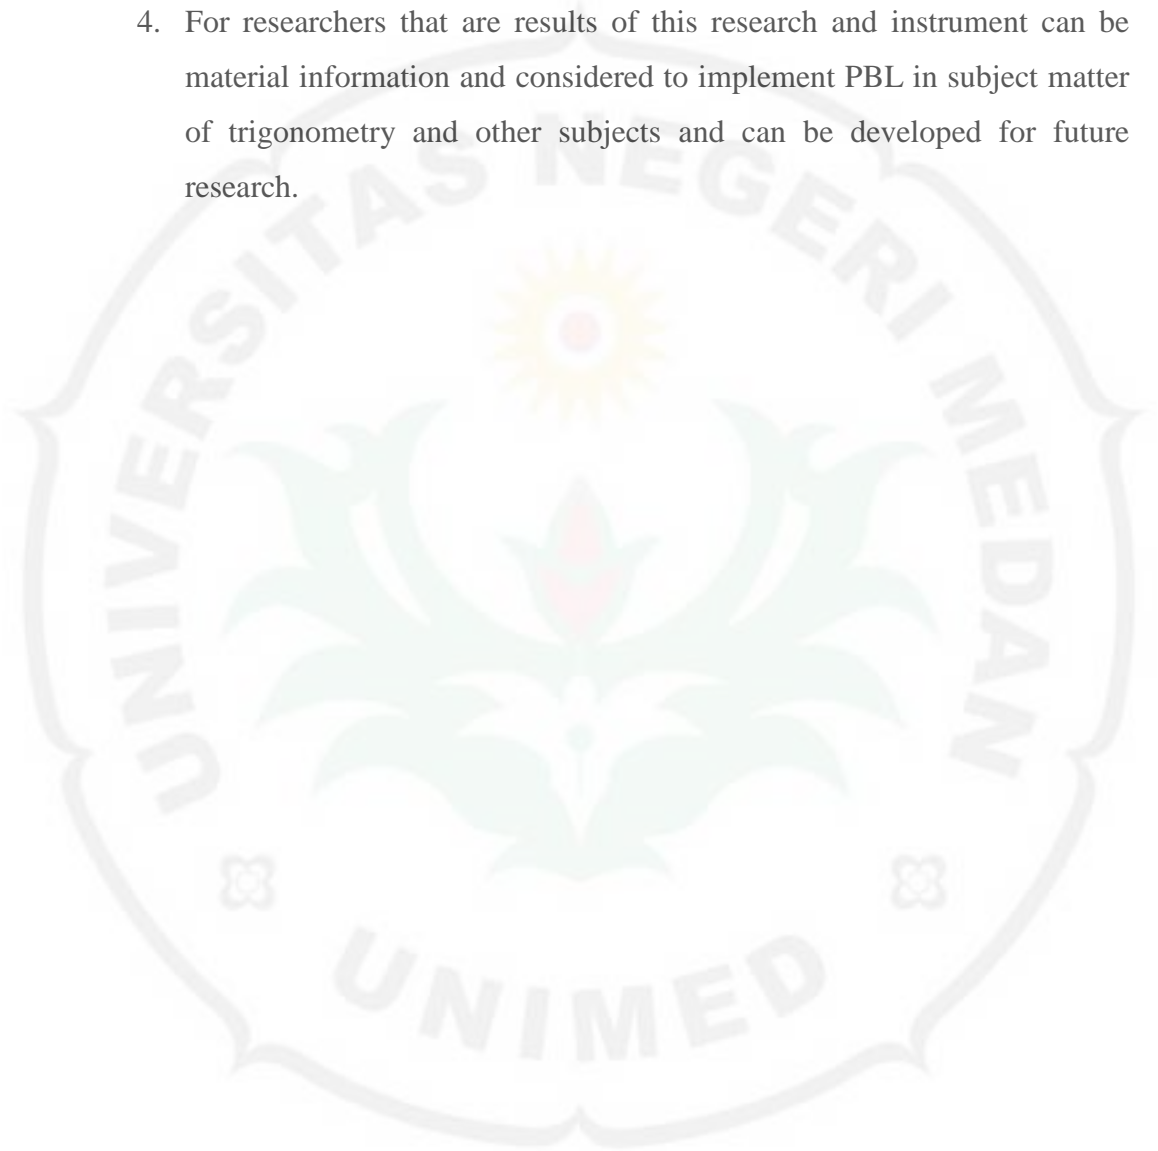 4. For researchers that are results of this research and instrument can be
material information and considered to implement PBL in subject matter
of trigonometry and other subjects and can be developed for future
research.
UNIVERSITAS NEGERI MEDAN
UNIMED